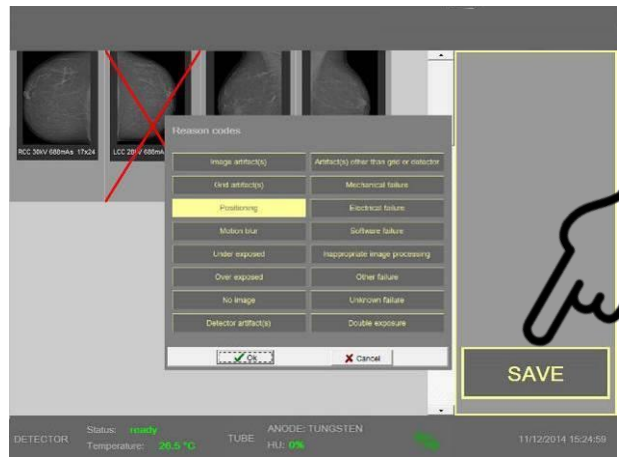 RCC 30kV 688mAs 17x24
LCC 28kV 688mA
Reason codes
Image artifact(s)
Artifact(s) other than grid or detector
Grid artifact(s)
Mechanical failure
Positioning
Electrical failure
Motion blur
Software failure
Under exposed
Inappropriate image processing
Over exposed
Other failure
No image
Unknown failure
Detector artifact(s)
Double exposure
Ok
Cancel
SAVE
DETECTOR
Status: ready
Temperature: 26.5 °C
TUBE
ANODE: TUNGSTEN
HU: 0%
11/12/2014 15:24:59